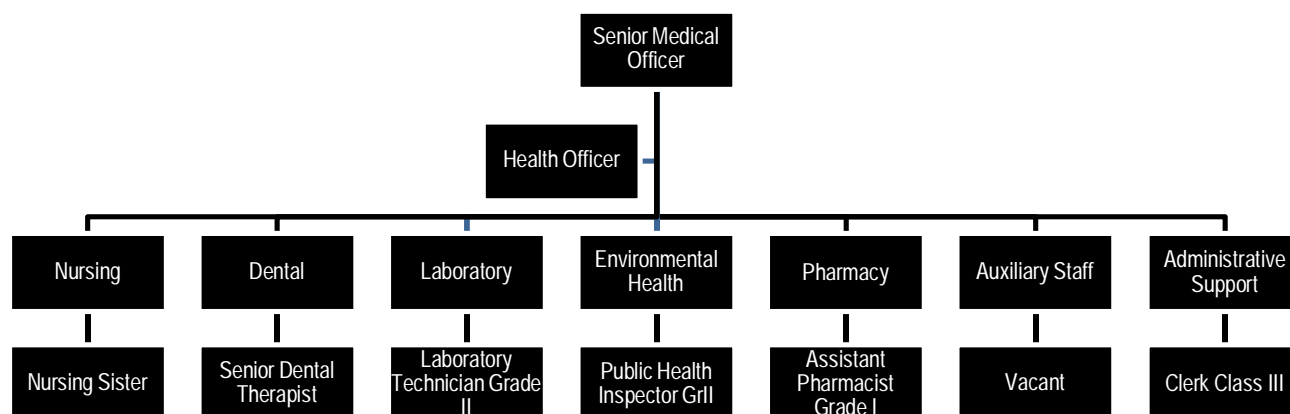 Senior Medical
Officer
Health Officer
Nursing
Dental
Laboratory
Environmental
Health
Pharmacy
Auxiliary Staff
Administrative
Support
Nursing Sister
Senior Dental
Therapist
Laboratory
Technician Grade
II
Public Health
Inspector GrII
Assistant
Pharmacist
Grade I
Vacant
Clerk Class III